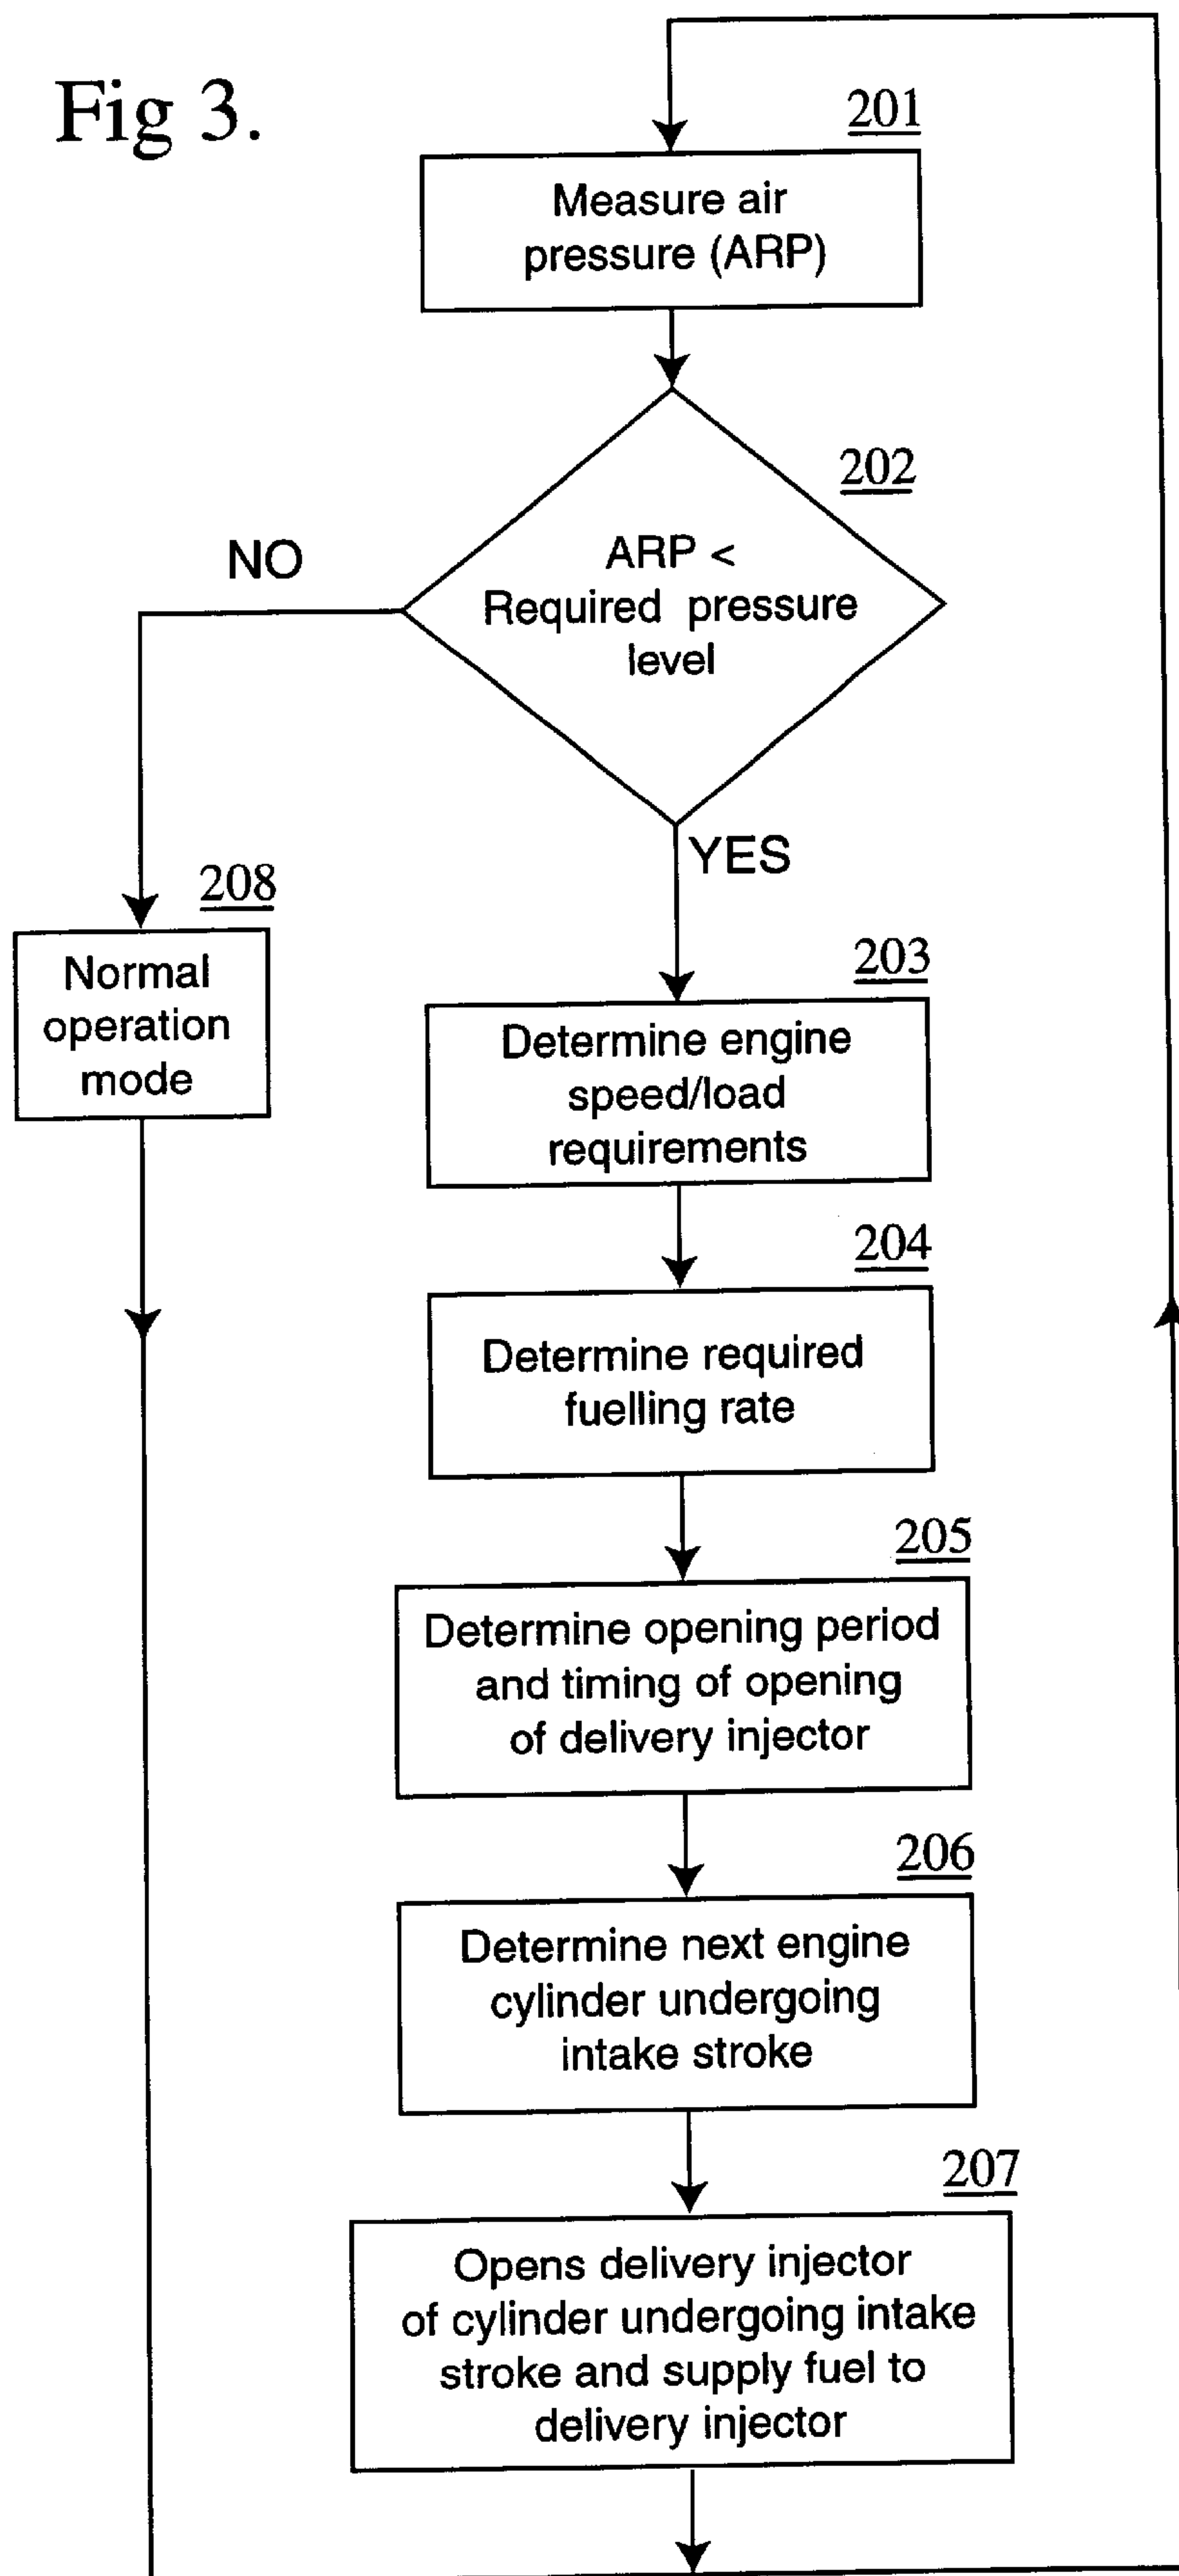 Fig 3.
201
Measure air
pressure (ARP)
202
ARP <
Required pressure
level
NO
YES
208
Normal
operation
mode
203
Determine engine
speed/load
requirements
204
Determine required
fuelling rate
205
Determine opening period
and timing of opening
of delivery injector
206
Determine next engine
cylinder undergoing
intake stroke
207
Opens delivery injector
of cylinder undergoing intake
stroke and supply fuel to
delivery injector